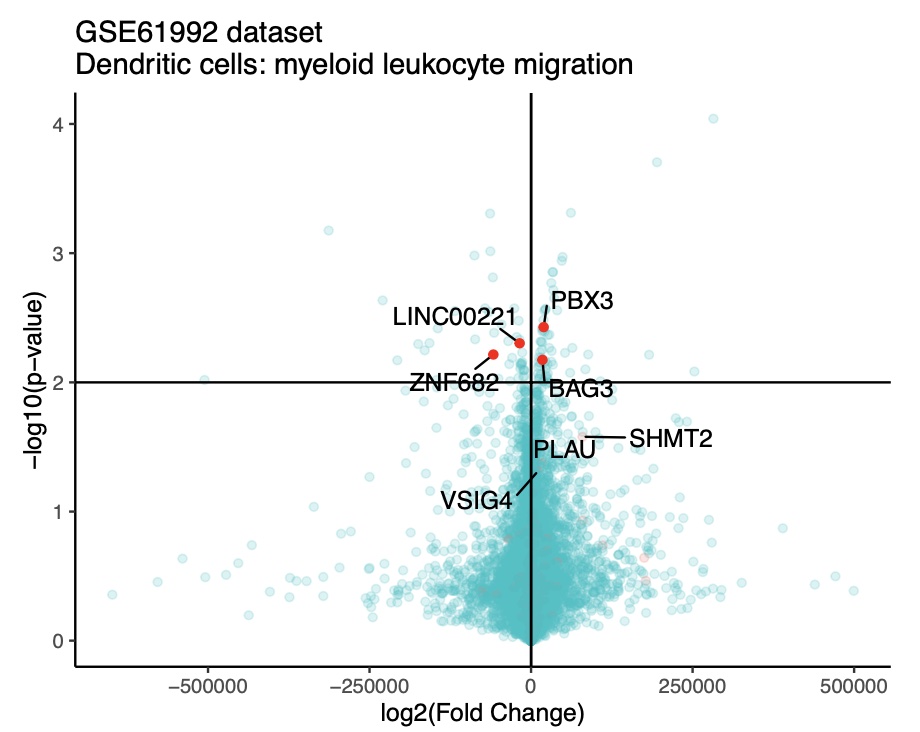 GSE61992 dataset
Dendritic cells: myeloid leukocyte migration
4
3
2
1
0
−log10(p−value)
PBX3
LINC00221
ZNF682
BAG3
SHMT2
PLAU
VSIG4
−500000
−250000
0
250000
500000
log2(Fold Change)